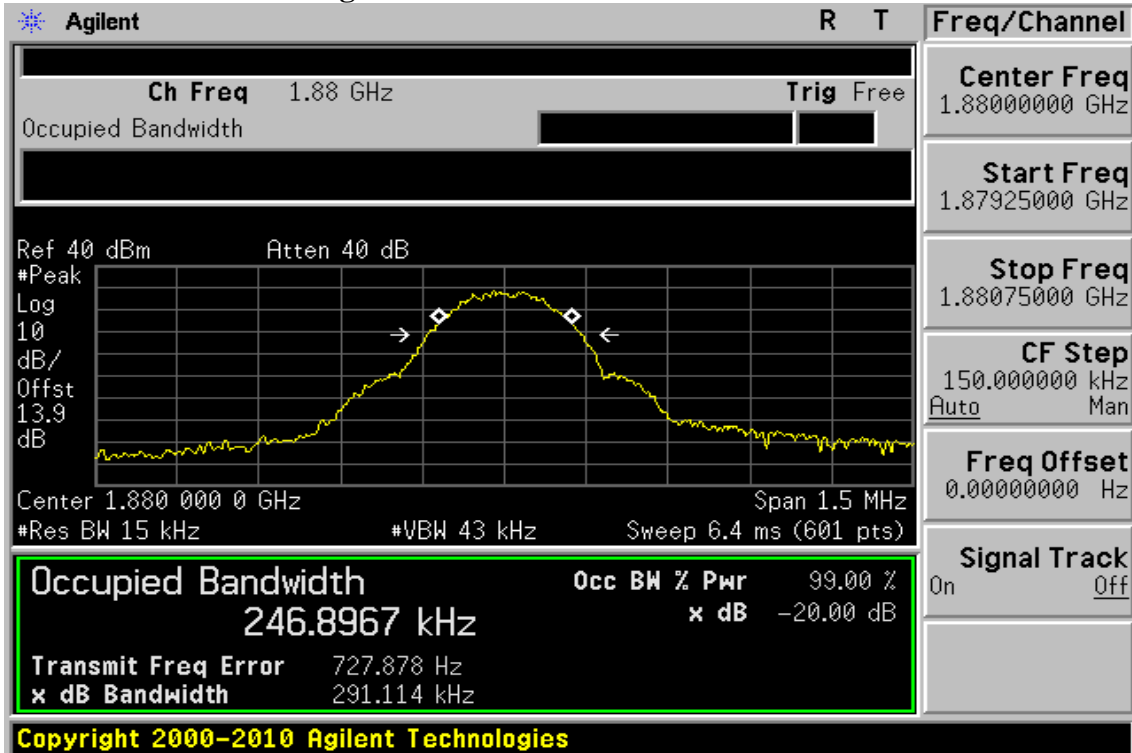 Agilent R T Freq/Channel
Ch Freq 1.88 GHz Trig Free
Occupied Bandwidth
Center Freq
1.88000000 GHz
Start Freq
1.87925000 GHz
Stop Freq
1.88075000 GHz
CF Step
150.000000 kHz
Auto Man
Freq Offset
0.00000000 Hz
Signal Track
On Off
Ref 40 dBm Atten 40 dB
#Peak
Log
10
dB/
Offst
13.9
dB
Center 1.880 000 0 GHz Span 1.5 MHz
#Res BW 15 kHz #VBW 43 kHz Sweep 6.4 ms (601 pts)
Occupied Bandwidth Occ BW % Pwr 99.00 %
246.8967 kHz x dB -20.00 dB
Transmit Freq Error 727.878 Hz
x dB Bandwidth 291.114 kHz
Copyright 2000-2010 Agilent Technologies